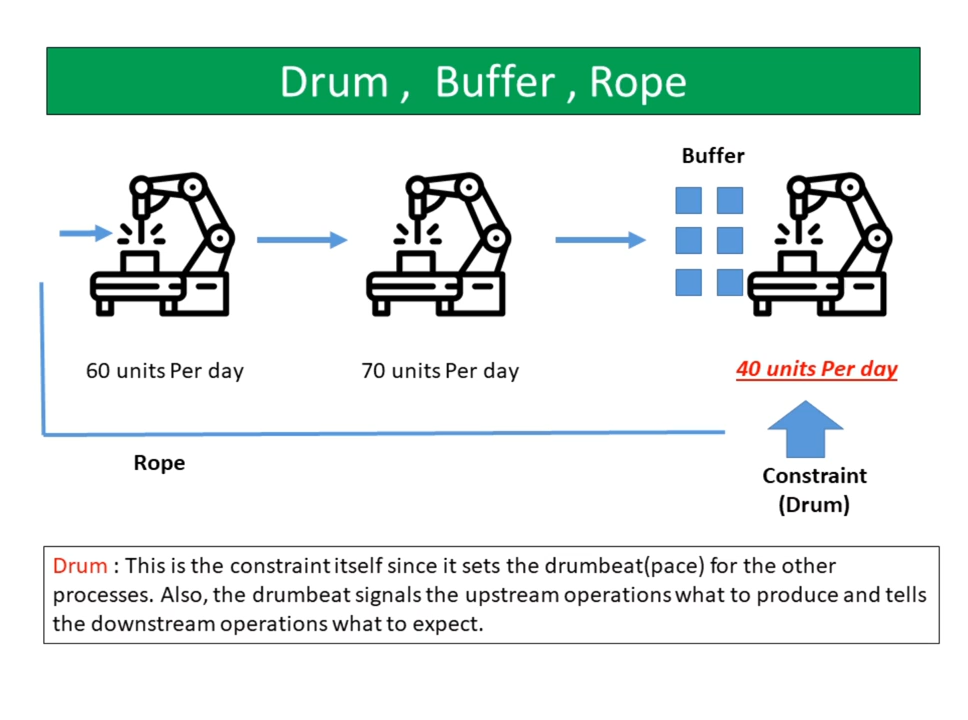 Drum , Buffer , Rope
Buffer
60 units Per day
70 units Per day
40 units Per day
Rope
Constraint
(Drum)
Drum : This is the constraint itself since it sets the drumbeat(pace) for the other
processes. Also, the drumbeat signals the upstream operations what to produce and tells
the downstream operations what to expect.